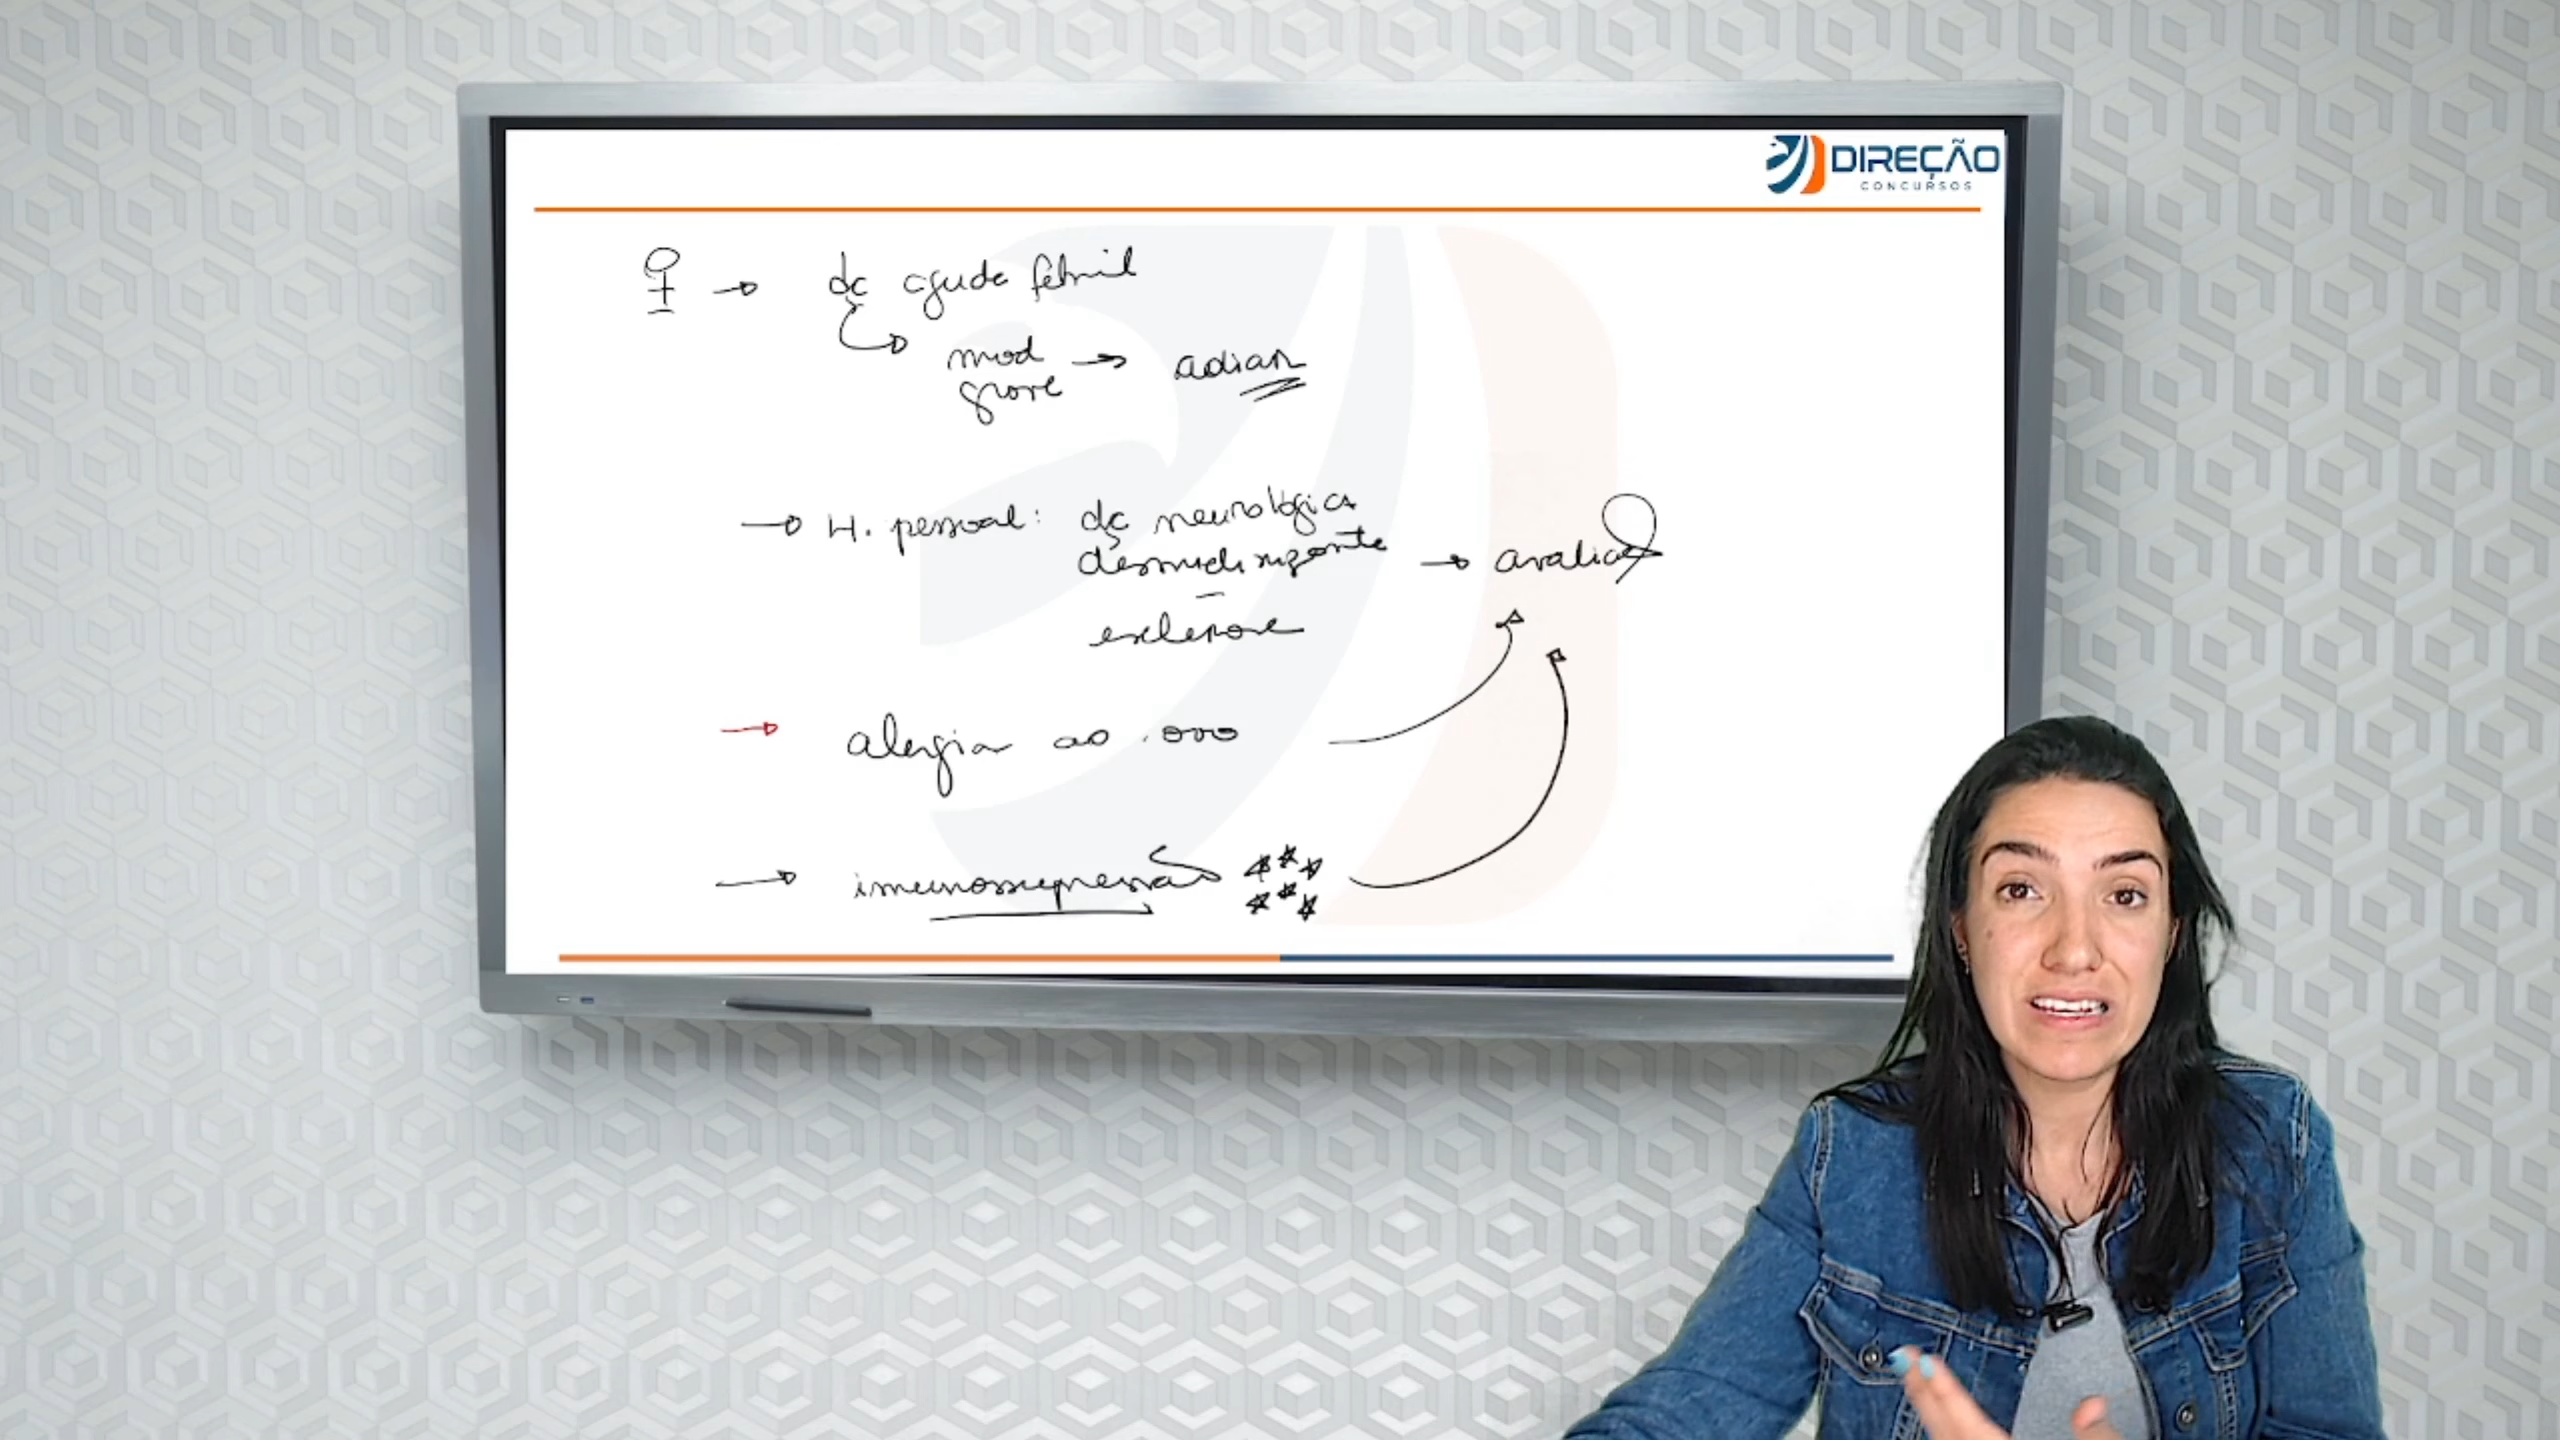 DIREÇÃO
CONCURSOS
dç aguda febril
mod → adiar
grave
→ H. pessoal: dç neurológica
desmielinizante → avaliação
esclerose
→ alergia ao ovo
→ imunossupressão